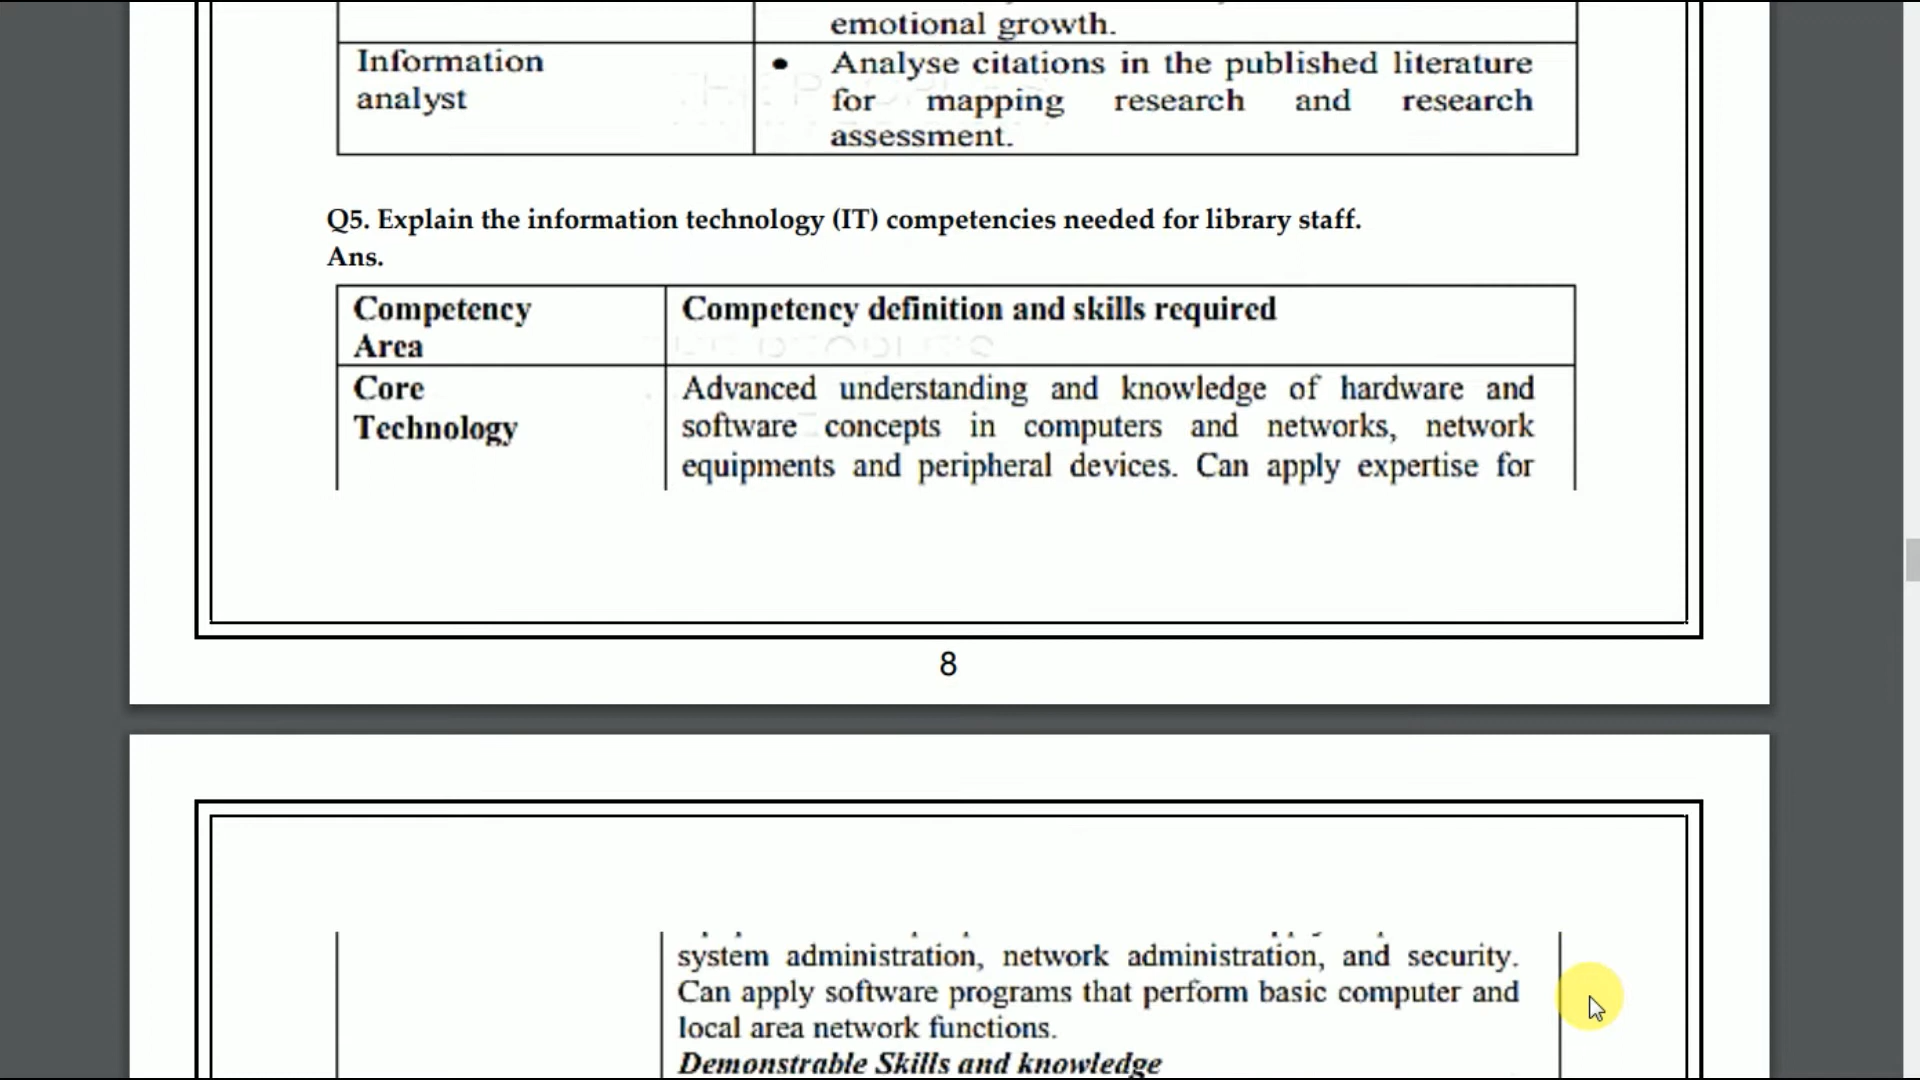 emotional growth.
Information
analyst
• Analyse citations in the published literature
for mapping research and research
assessment.
Q5. Explain the information technology (IT) competencies needed for library staff.
Ans.
Competency
Area
Competency definition and skills required
Core
Technology
Advanced understanding and knowledge of hardware and
software concepts in computers and networks, network
equipments and peripheral devices. Can apply expertise for
8
system administration, network administration, and security.
Can apply software programs that perform basic computer and
local area network functions.
Demonstrable Skills and knowledge